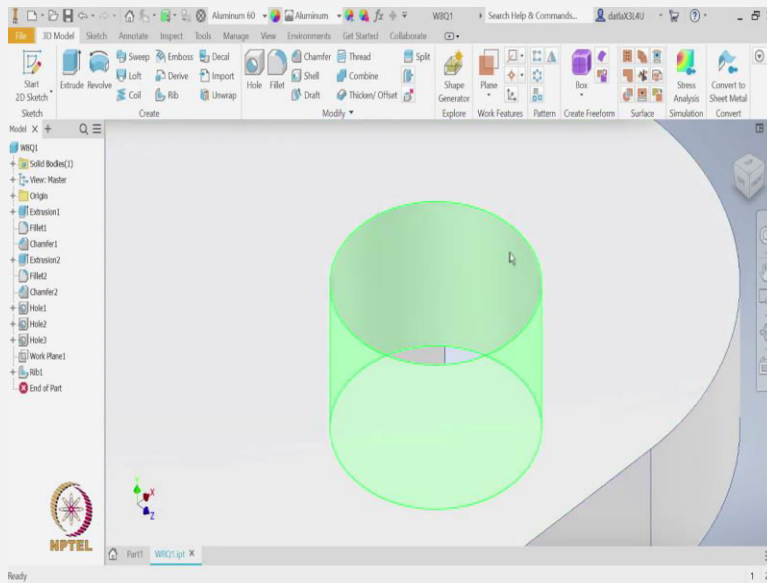 Aluminum 60 Aluminum fx W8Q1 Search Help & Commands... datlaX3L4U
File 3D Model Sketch Annotate Inspect Tools Manage View Environments Get Started Collaborate
Start 2D Sketch Extrude Revolve Sweep Emboss Decal Hole Fillet Chamfer Thread Split Shape Generator Plane Box Stress Analysis Convert to Sheet Metal
Loft Derive Import Shell Combine
Coil Rib Unwrap Draft Thicken/ Offset
Sketch Create Modify Explore Work Features Pattern Create Freeform Surface Simulation Convert
Model X +
W8Q1
Solid Bodies(1)
View: Master
Origin
Extrusion1
Fillet1
Chamfer1
Extrusion2
Fillet2
Chamfer2
Hole1
Hole2
Hole3
Work Plane1
Rib1
End of Part
X
Z
NPTEL
Part1 W8Q1.ipt X
Ready 1